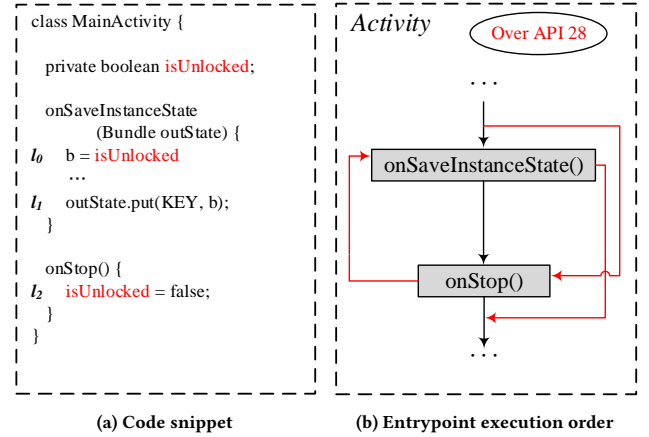 class MainActivity {
private boolean isUnlocked;
onSaveInstanceState
(Bundle outState) {
l0 b = isUnlocked
...
l1 outState.put(KEY, b);
}
onStop() {
l2 isUnlocked = false;
}
}
(a) Code snippet
Activity
Over API 28
...
onSaveInstanceState()
onStop()
...
(b) Entrypoint execution order